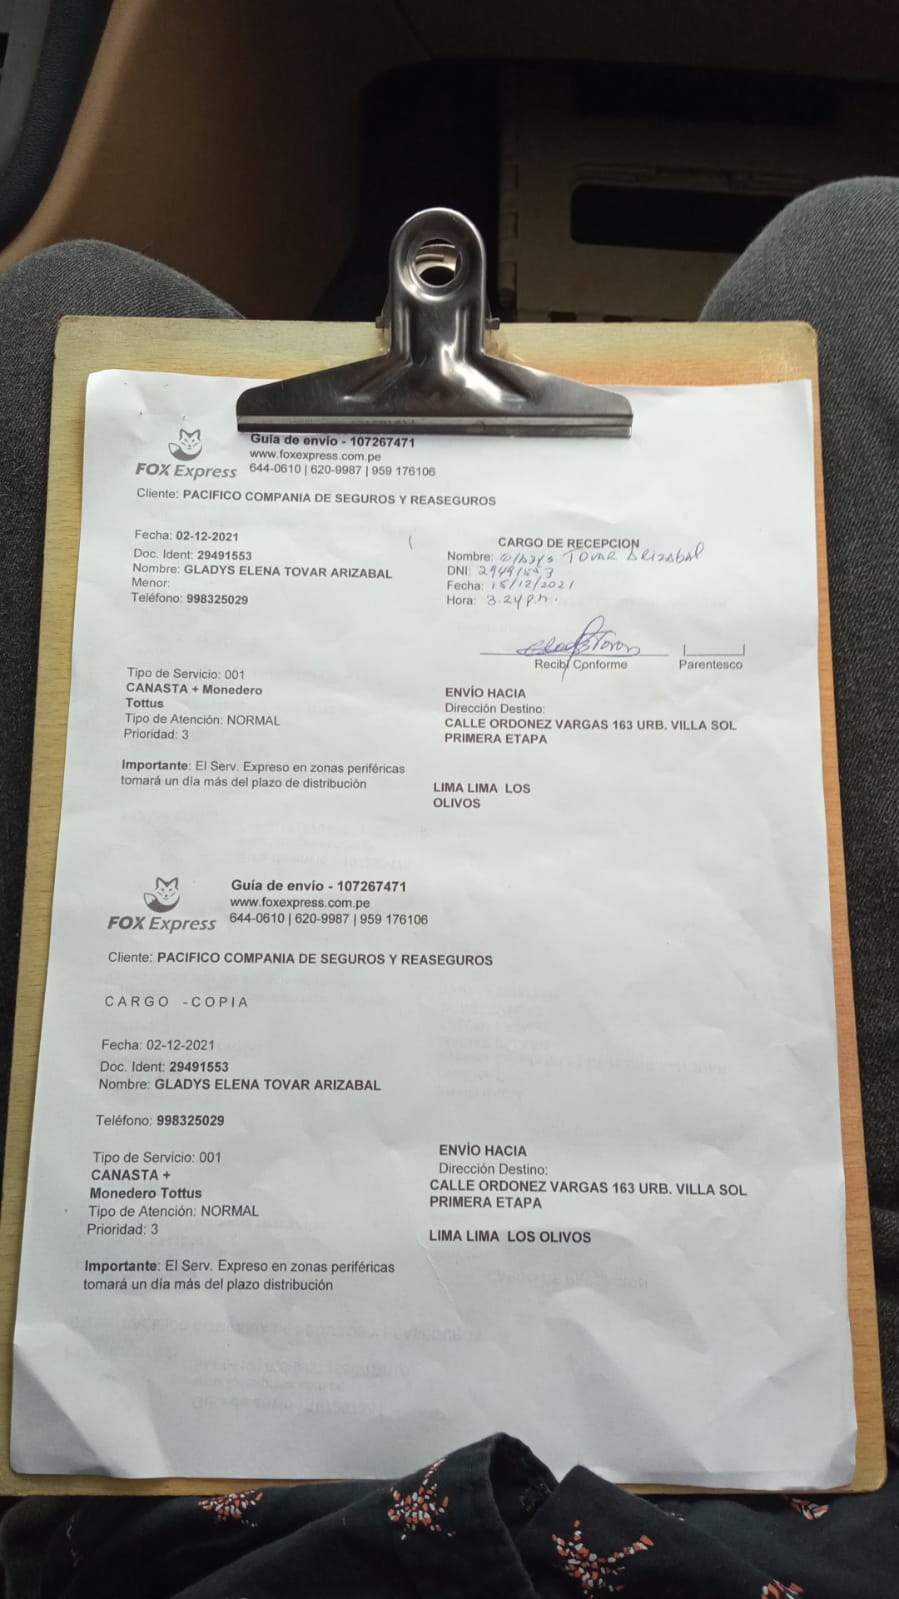 FOX Express
Guía de envío - 107267471
www.foxexpress.com.pe
644-0610 | 620-9987 | 959 176106
Cliente: PACIFICO COMPANIA DE SEGUROS Y REASEGUROS
Fecha: 02-12-2021
Doc. Ident: 29491553
Nombre: GLADYS ELENA TOVAR ARIZABAL
Menor:
Teléfono: 998325029
CARGO DE RECEPCION
Nombre: Gladys Tovar Arizabal
DNI: 29491553
Fecha: 15/12/2021
Hora: 3.24 p.m.
Gladys Tovar
Recibí Conforme
Parentesco
Tipo de Servicio: 001
CANASTA + Monedero
Tottus
Tipo de Atención: NORMAL
Prioridad: 3
Importante: El Serv. Expreso en zonas periféricas
tomará un día más del plazo de distribución
ENVÍO HACIA
Dirección Destino:
CALLE ORDONEZ VARGAS 163 URB. VILLA SOL
PRIMERA ETAPA
LIMA LIMA LOS
OLIVOS
FOX Express
Guía de envío - 107267471
www.foxexpress.com.pe
644-0610 | 620-9987 | 959 176106
Cliente: PACIFICO COMPANIA DE SEGUROS Y REASEGUROS
CARGO -COPIA
Fecha: 02-12-2021
Doc. Ident: 29491553
Nombre: GLADYS ELENA TOVAR ARIZABAL
Teléfono: 998325029
Tipo de Servicio: 001
CANASTA +
Monedero Tottus
Tipo de Atención: NORMAL
Prioridad: 3
Importante: El Serv. Expreso en zonas periféricas
tomará un día más del plazo distribución
ENVÍO HACIA
Dirección Destino:
CALLE ORDONEZ VARGAS 163 URB. VILLA SOL
PRIMERA ETAPA
LIMA LIMA LOS OLIVOS